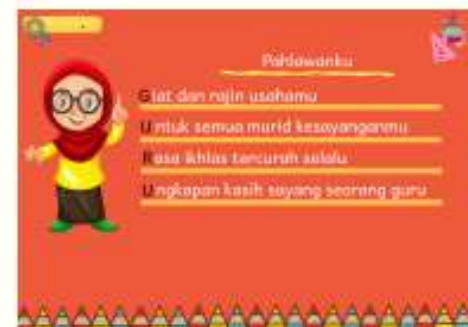 Pahlawanku
Giat dan rajin usahamu
Untuk semua murid kesayanganmu
Rasa ikhlas tercurah selalu
Ungkapan kasih sayang seorang guru